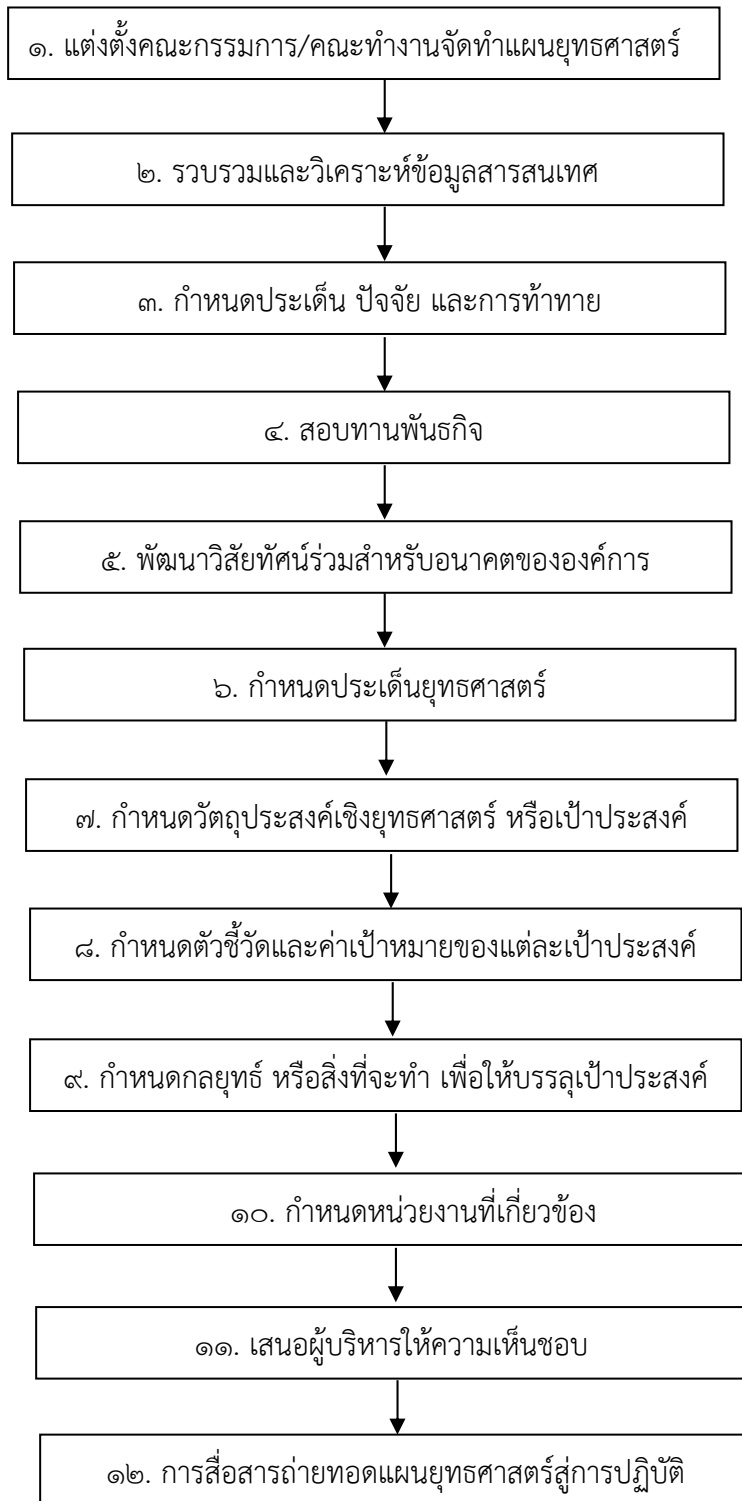 ๑. แต่งตั้งคณะกรรมการ/คณะทำงานจัดทำแผนยุทธศาสตร์
๒. รวบรวมและวิเคราะห์ข้อมูลสารสนเทศ
๓. กำหนดประเด็น ปัจจัย และการท้าทาย
๔. สอบทานพันธกิจ
๕. พัฒนาวิสัยทัศน์ร่วมสำหรับอนาคตขององค์การ
๖. กำหนดประเด็นยุทธศาสตร์
๗. กำหนดวัตถุประสงค์เชิงยุทธศาสตร์ หรือเป้าประสงค์
๘. กำหนดตัวชี้วัดและค่าเป้าหมายของแต่ละเป้าประสงค์
๙. กำหนดกลยุทธ์ หรือสิ่งที่จะทำ เพื่อให้บรรลุเป้าประสงค์
๑๐. กำหนดหน่วยงานที่เกี่ยวข้อง
๑๑. เสนอผู้บริหารให้ความเห็นชอบ
๑๒. การสื่อสารถ่ายทอดแผนยุทธศาสตร์สู่การปฏิบัติ